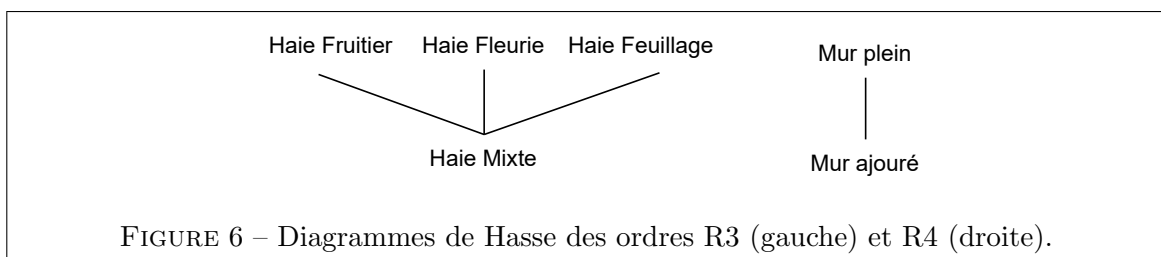 Haie Fruitier Haie Fleurie Haie Feuillage Mur plein
Haie Mixte Mur ajouré
FIGURE 6 – Diagrammes de Hasse des ordres R3 (gauche) et R4 (droite).